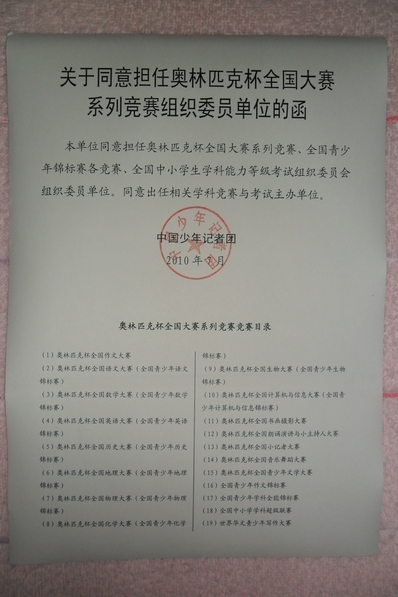 关于同意担任奥林匹克杯全国大赛
系列竞赛组织委员单位的函
本单位同意担任奥林匹克杯全国大赛系列竞赛、全国青少
年锦标赛各竞赛、全国中小学生学科能力等级考试组织委员会
组织委员单位。同意出任相关学科竞赛与考试主办单位。
中国少年记者团
2010年 月
奥林匹克杯全国大赛系列竞赛竞赛目录
(1)奥林匹克杯全国作文大赛
(2)奥林匹克杯全国语文大赛(全国青少年语文
锦标赛)
(3)奥林匹克杯全国数学大赛(全国青少年数学
锦标赛)
(4)奥林匹克杯全国英语大赛(全国青少年英语
锦标赛)
(5)奥林匹克杯全国历史大赛(全国青少年历史
锦标赛)
(6)奥林匹克杯全国地理大赛(全国青少年地理
锦标赛)
(7)奥林匹克杯全国物理大赛(全国青少年物理
锦标赛)
(8)奥林匹克杯全国化学大赛(全国青少年化学
锦标赛)
(9)奥林匹克杯全国生物大赛(全国青少年生物
锦标赛)
(10)奥林匹克杯全国计算机与信息大赛(全国青
少年计算机与信息锦标赛)
(11)奥林匹克杯全国书画摄影大赛
(12)奥林匹克杯全国朗诵演讲与小主持人大赛
(13)奥林匹克杯全国小记者大赛
(14)奥林匹克杯全国音乐舞蹈大赛
(15)奥林匹克杯全国青少年文学大赛
(16)全国青少年作文锦标赛
(17)全国青少年学科全能锦标赛
(18)全国中小学学科超级联赛
(19)世界华文青少年写作大赛